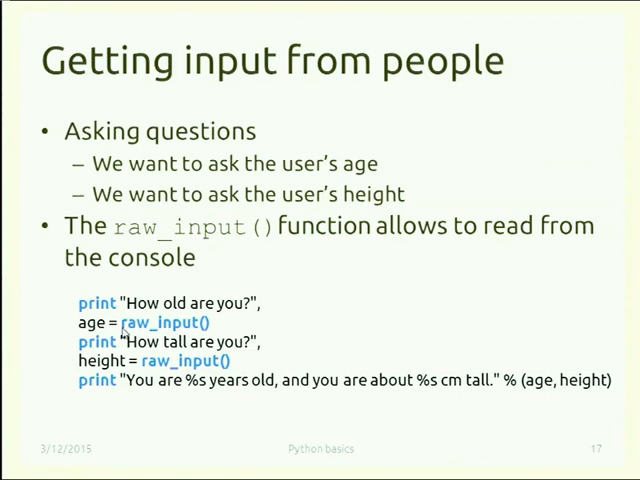 Getting input from people
• Asking questions
– We want to ask the user's age
– We want to ask the user's height
• The raw_input() function allows to read from
the console
print "How old are you?",
age = raw_input()
print "How tall are you?",
height = raw_input()
print "You are %s years old, and you are about %s cm tall." % (age, height)
3/12/2015 Python basics 17